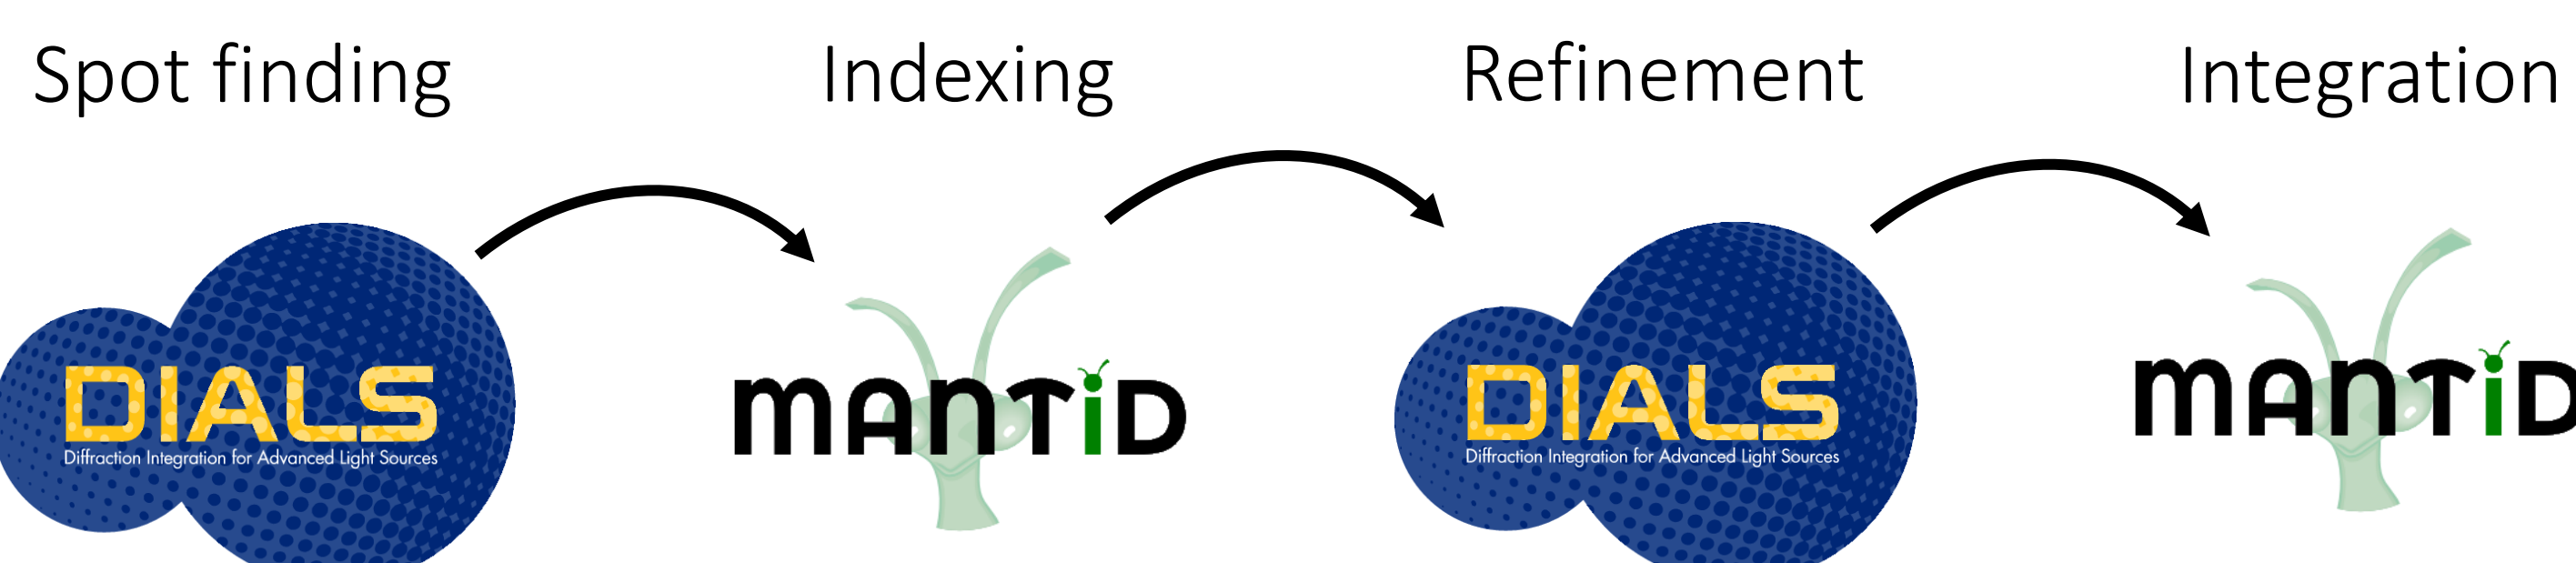 Spot finding
Indexing
Refinement
Integration
DIALS
Diffraction Integration for Advanced Light Sources
MANTiD
DIALS
Diffraction Integration for Advanced Light Sources
MANTiD